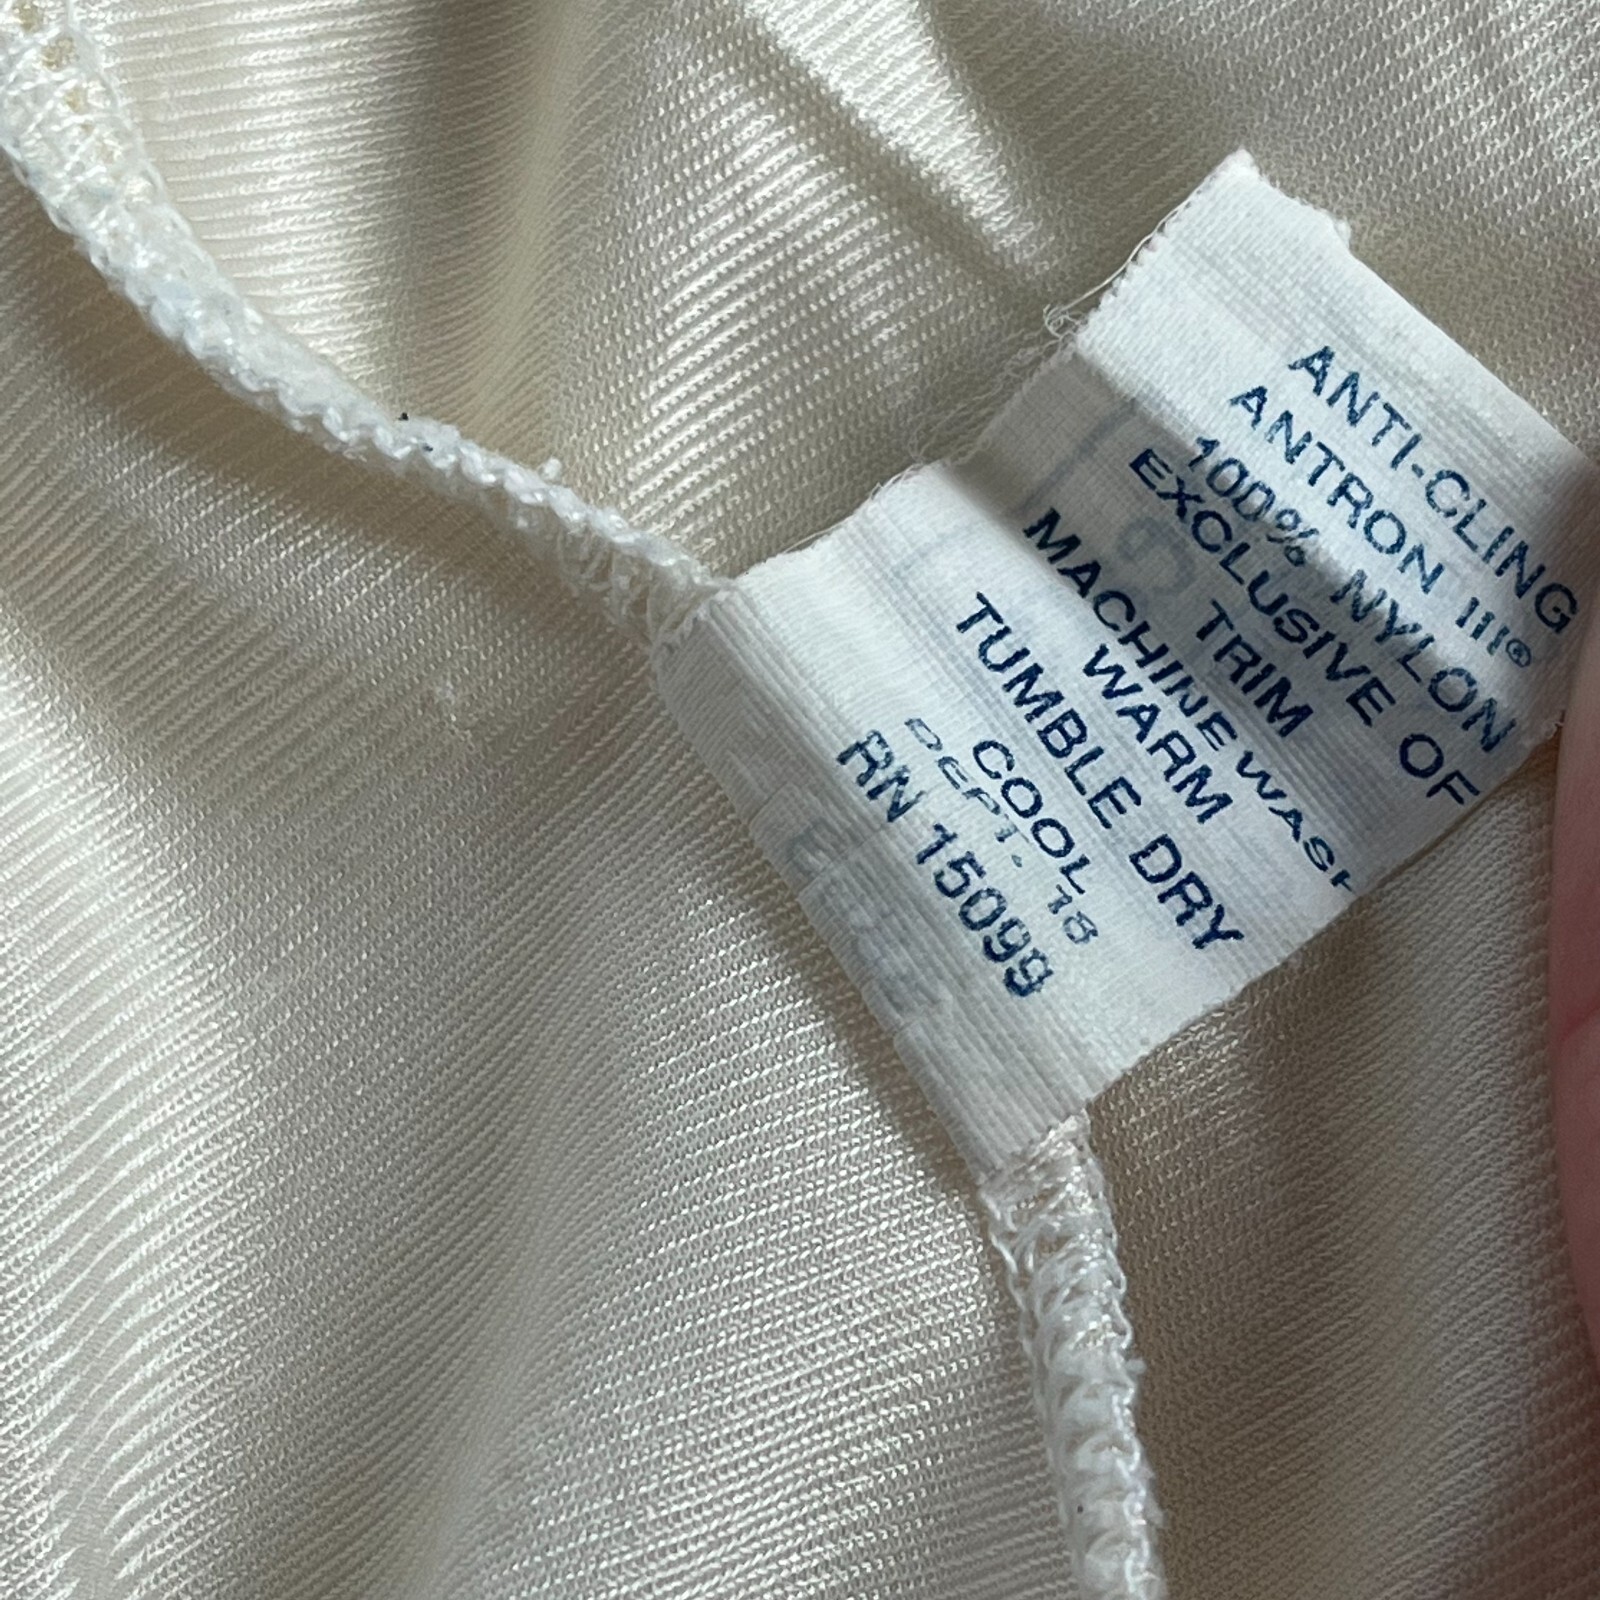 ANTI-CLING
ANTRON III®
100% NYLON
EXCLUSIVE OF
TRIM
MACHINE WASH
WARM
TUMBLE DRY
COOL
DEPT. 18
RN 15099